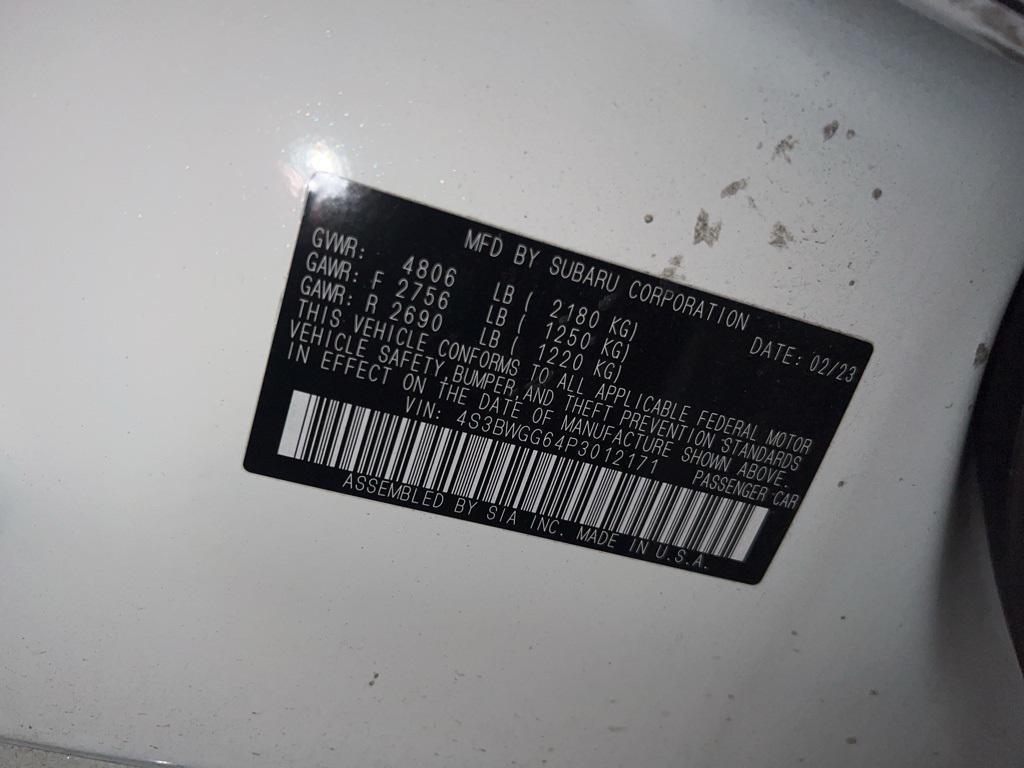 MFD BY SUBARU CORPORATION DATE: 02/23
GVWR: 4806 LB ( 2180 KG)
GAWR: F 2756 LB ( 1250 KG)
GAWR: R 2690 LB ( 1220 KG)
THIS VEHICLE CONFORMS TO ALL APPLICABLE FEDERAL MOTOR
VEHICLE SAFETY, BUMPER, AND THEFT PREVENTION STANDARDS
IN EFFECT ON THE DATE OF MANUFACTURE SHOWN ABOVE.
VIN: 4S3BWGG64P3012171 PASSENGER CAR
ASSEMBLED BY SIA INC. MADE IN U.S.A.